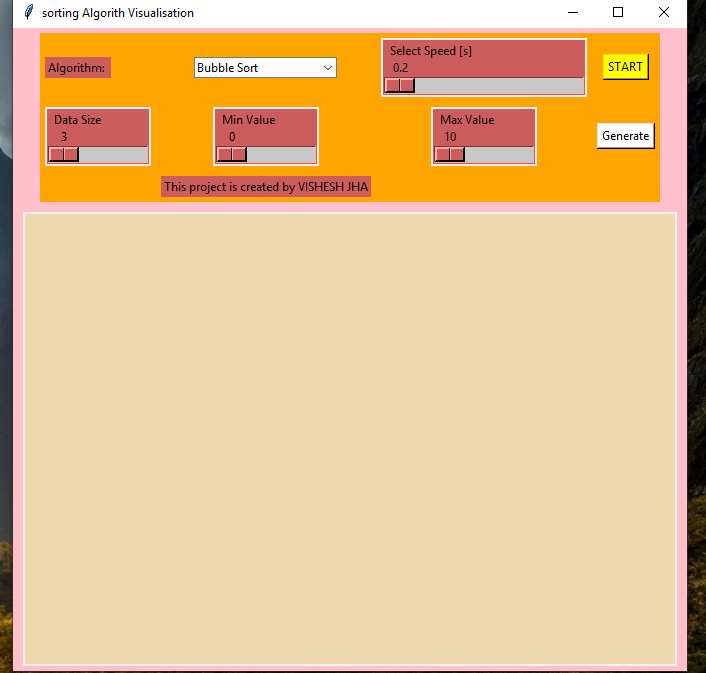 sorting Algorith Visualisation
Algorithm:
Bubble Sort
Select Speed [s]
0.2
START
Data Size
3
Min Value
0
Max Value
10
Generate
This project is created by VISHESH JHA